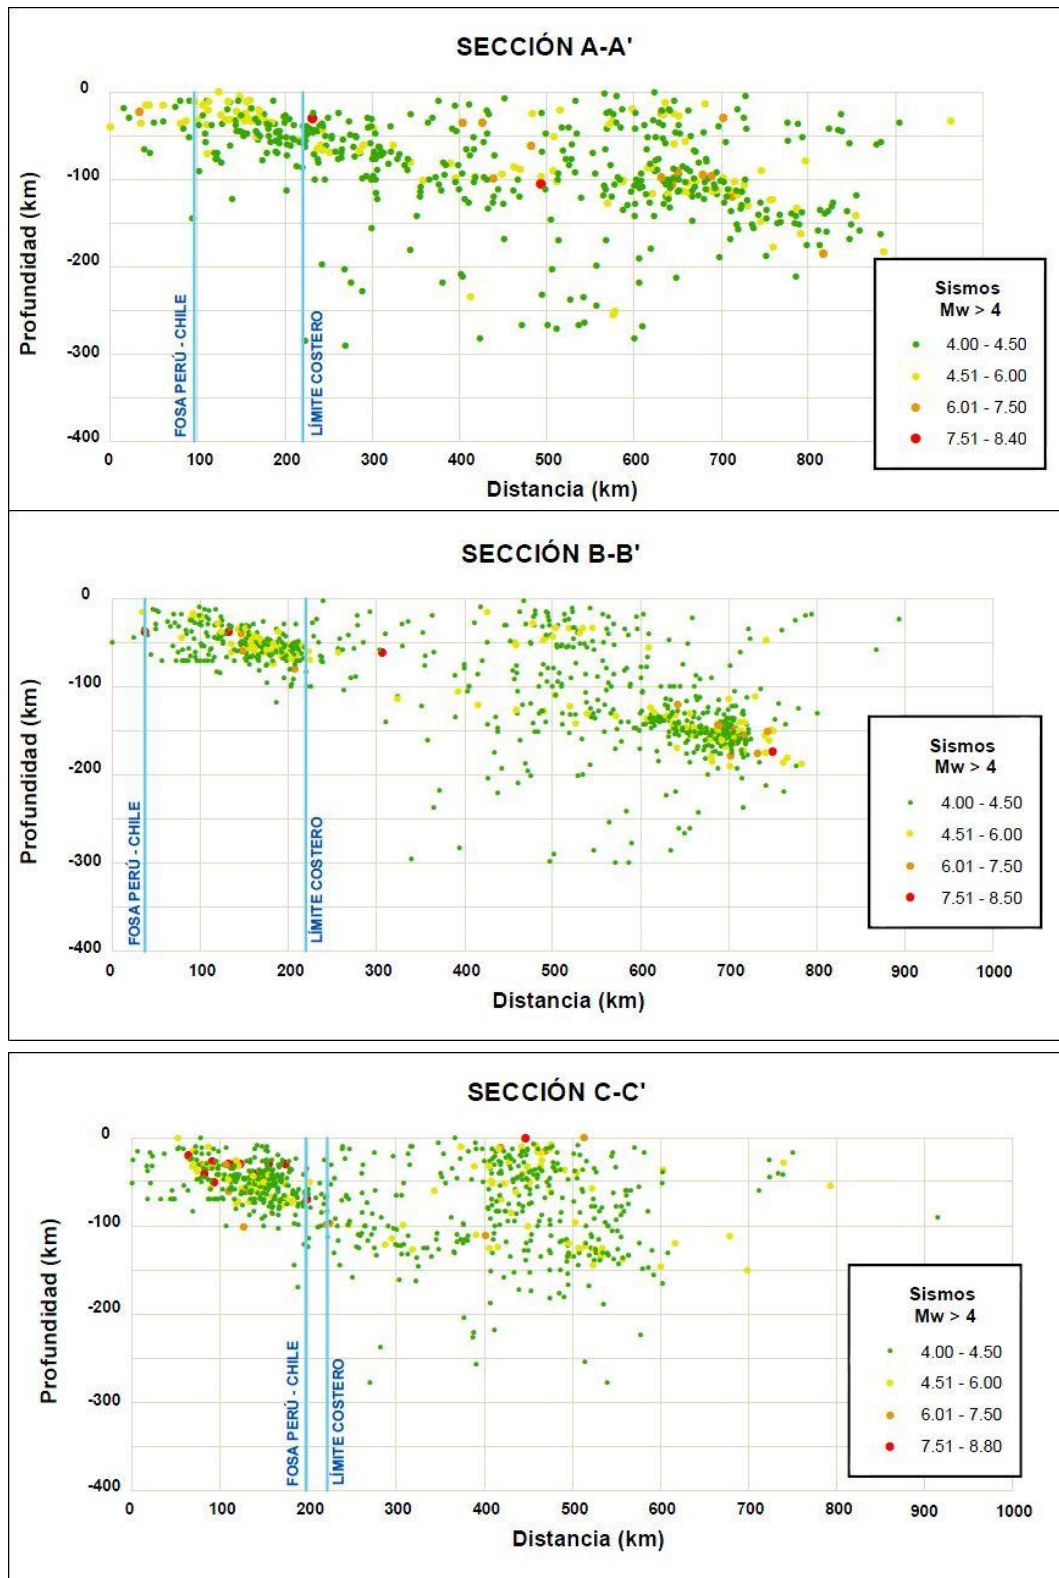 SECCIÓN A-A'
0
-100
-200
-300
-400
Profundidad (km)
FOSA PERÚ - CHILE
LÍMITE COSTERO
0 100 200 300 400 500 600 700 800
Distancia (km)
Sismos
Mw > 4
4.00 - 4.50
4.51 - 6.00
6.01 - 7.50
7.51 - 8.40
SECCIÓN B-B'
0
-100
-200
-300
-400
Profundidad (km)
FOSA PERÚ - CHILE
LÍMITE COSTERO
0 100 200 300 400 500 600 700 800 900 1000
Distancia (km)
Sismos
Mw > 4
4.00 - 4.50
4.51 - 6.00
6.01 - 7.50
7.51 - 8.50
SECCIÓN C-C'
0
-100
-200
-300
-400
Profundidad (km)
FOSA PERÚ - CHILE
LÍMITE COSTERO
0 100 200 300 400 500 600 700 800 900 1000
Distancia (km)
Sismos
Mw > 4
4.00 - 4.50
4.51 - 6.00
6.01 - 7.50
7.51 - 8.80